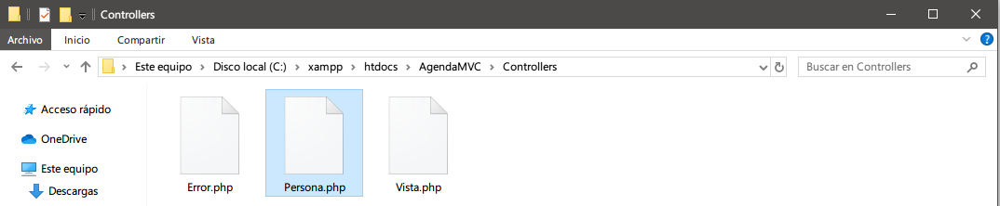 Controllers
Archivo Inicio Compartir Vista
Este equipo Disco local (C:) xampp htdocs AgendaMVC Controllers Buscar en Controllers
Acceso rápido
OneDrive
Este equipo
Descargas
Error.php Persona.php Vista.php